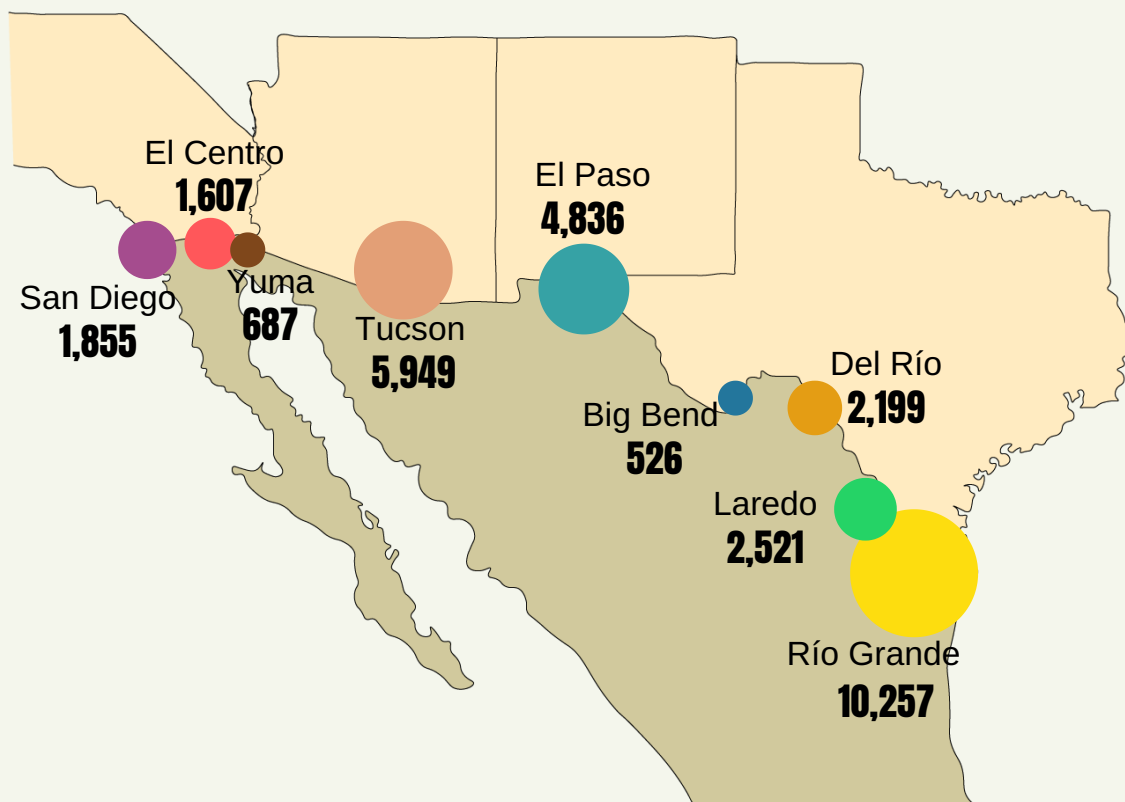 El Centro
1,607
El Paso
4,836
San Diego
1,855
Yuma
687
Tucson
5,949
Del Río
2,199
Big Bend
526
Laredo
2,521
Río Grande
10,257